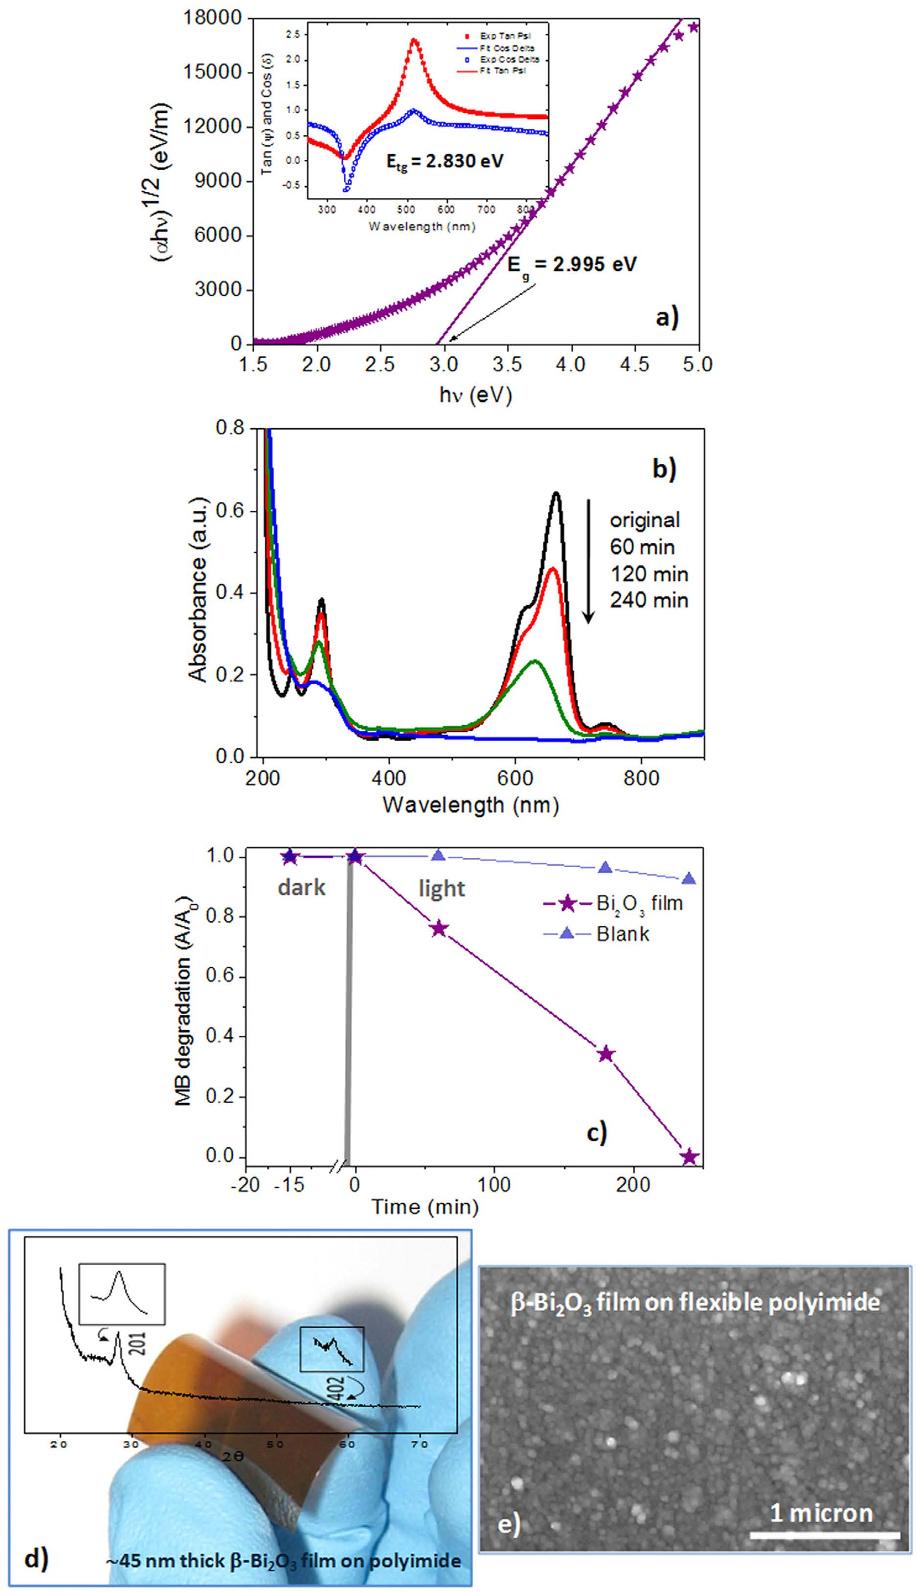 18000
15000
12000
9000
6000
3000
0
(αhν)1/2 (eV/m)
1.5 2.0 2.5 3.0 3.5 4.0 4.5 5.0
hν (eV)
2.5
2.0
1.5
1.0
0.5
0.0
-0.5
Tan (ψ) and Cos (δ)
300 400 500 600 700 800
Wavelength (nm)
Exp Tan Psi
Fit Cos Delta
Exp Cos Delta
Fit Tan Psi
Etg = 2.830 eV
Eg = 2.995 eV
a)
0.8
0.6
0.4
0.2
0.0
Absorbance (a.u.)
b)
original
60 min
120 min
240 min
200 400 600 800
Wavelength (nm)
1.0
0.8
0.6
0.4
0.2
0.0
MB degradation (A/A0)
dark light
Bi2O3 film
Blank
c)
-20 -15 0 100 200
Time (min)
201
402
20 30 40 50 60 70
2Θ
d) ~45 nm thick β-Bi2O3 film on polyimide
β-Bi2O3 film on flexible polyimide
1 micron
e)